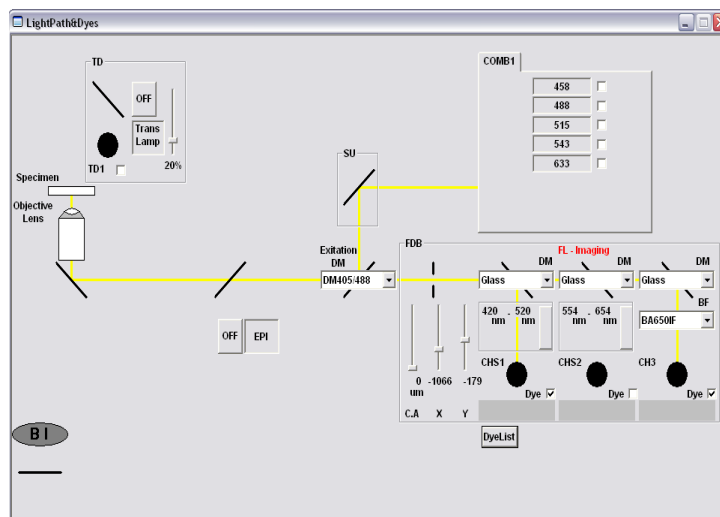 LightPath&Dyes
TD
OFF
Trans
Lamp
TD1
20%
COMB1
458
488
515
543
633
SU
Specimen
Objective
Lens
Exitation
DM
DM405/488
OFF
EPI
FDB
FL - Imaging
DM
DM
DM
Glass
Glass
Glass
420 . 520
nm nm
554 . 654
nm nm
BF
BA650IF
CHS1
CHS2
CH3
0 -1066 -179
um
Dye
Dye
Dye
C.A X Y
DyeList
B I